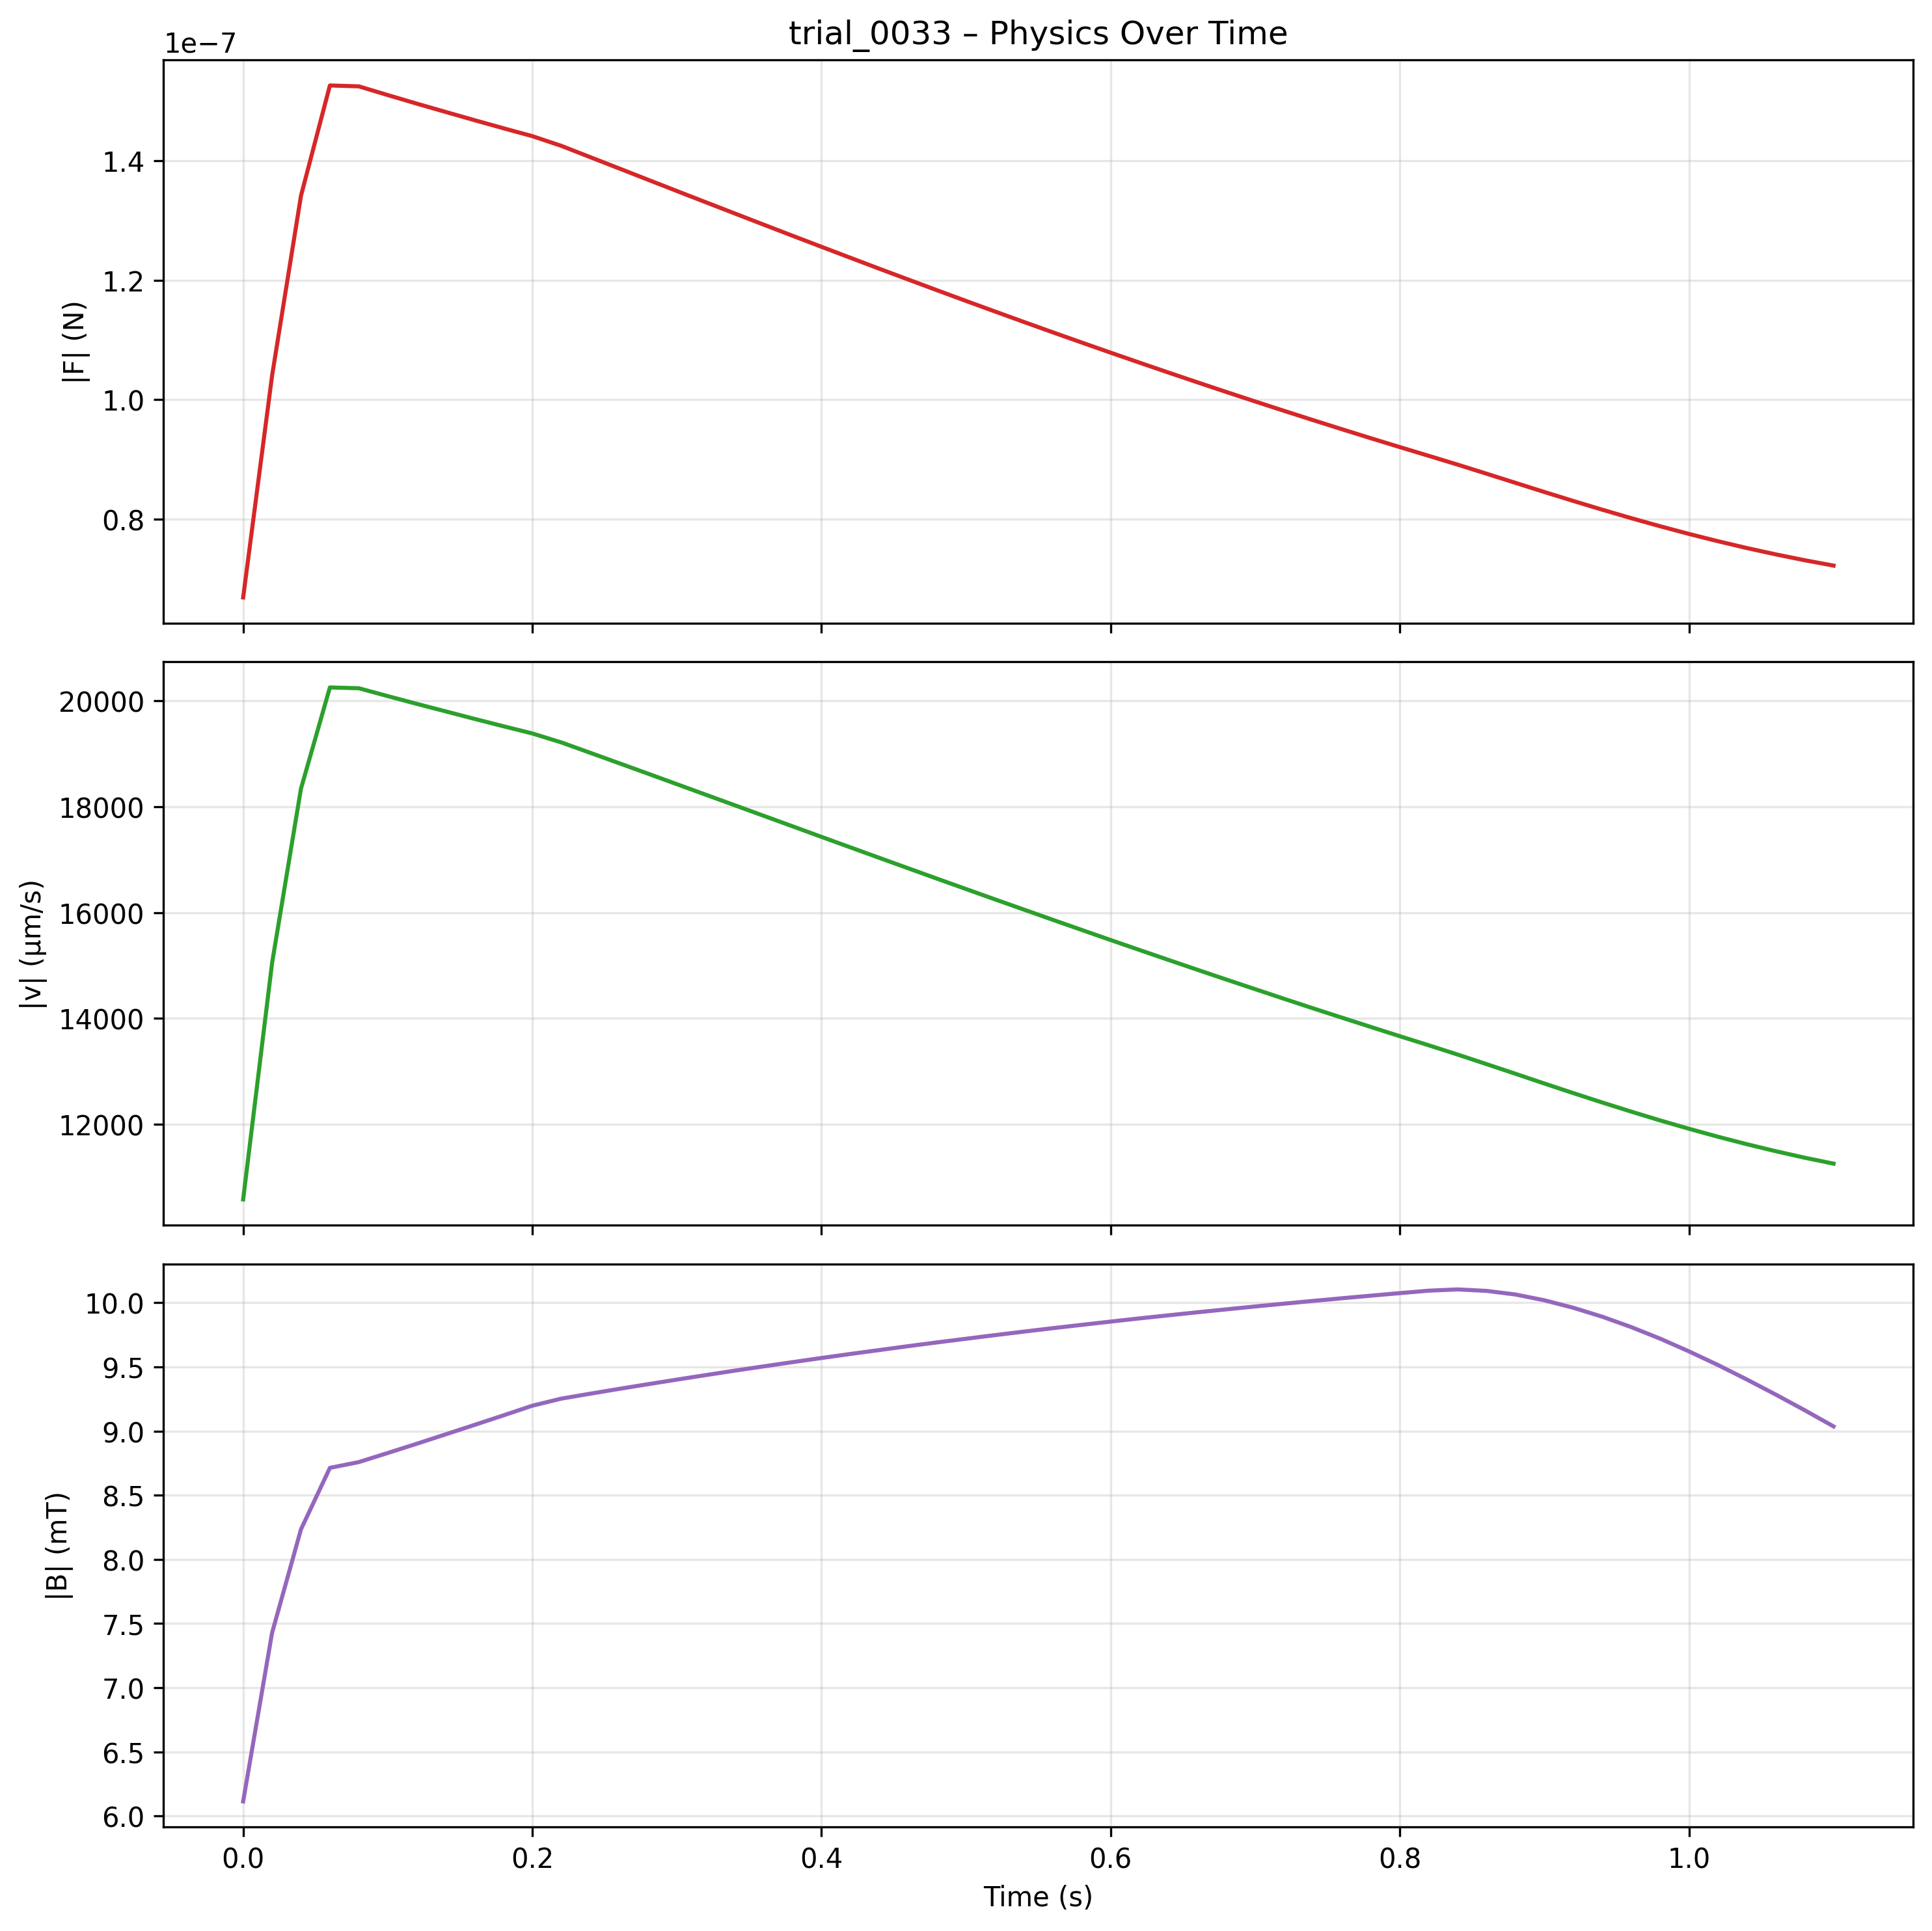 trial_0033 – Physics Over Time
1e−7
1.4
1.2
1.0
0.8
|F| (N)
20000
18000
16000
14000
12000
|v| (µm/s)
10.0
9.5
9.0
8.5
8.0
7.5
7.0
6.5
6.0
|B| (mT)
0.0 0.2 0.4 0.6 0.8 1.0
Time (s)